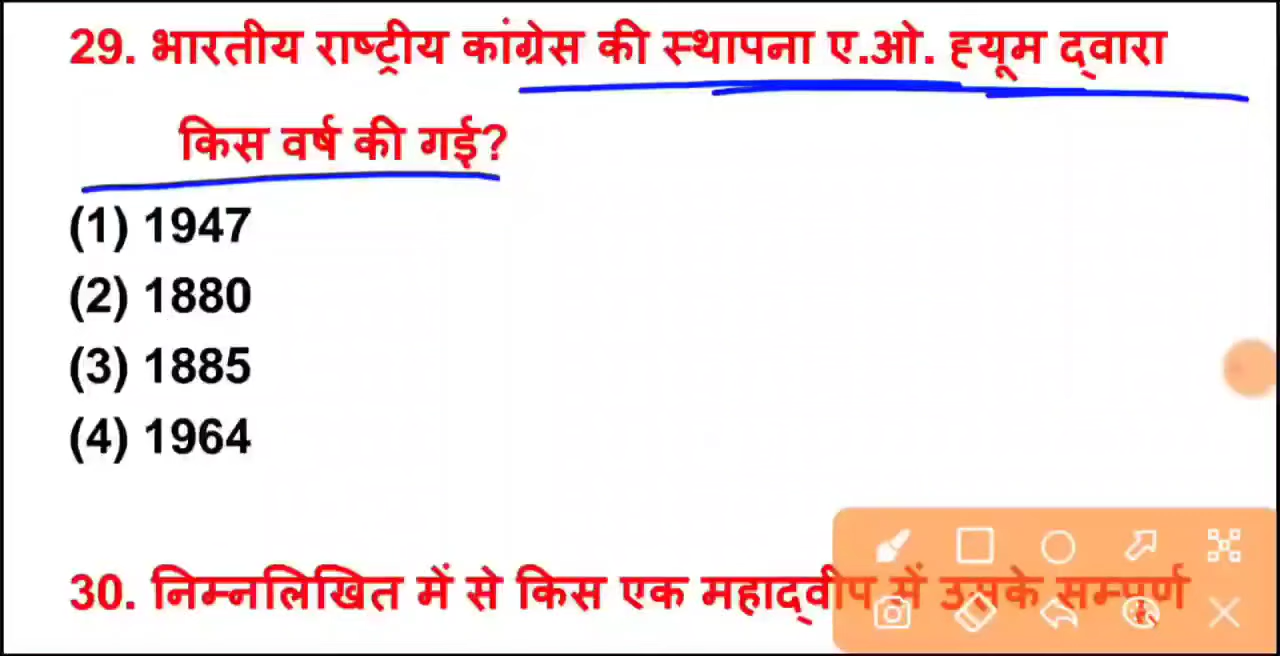 29. भारतीय राष्ट्रीय कांग्रेस की स्थापना ए.ओ. ह्यूम द्वारा
किस वर्ष की गई?
(1) 1947
(2) 1880
(3) 1885
(4) 1964
30. निम्नलिखित में से किस एक महाद्वीप में उसके सम्पूर्ण